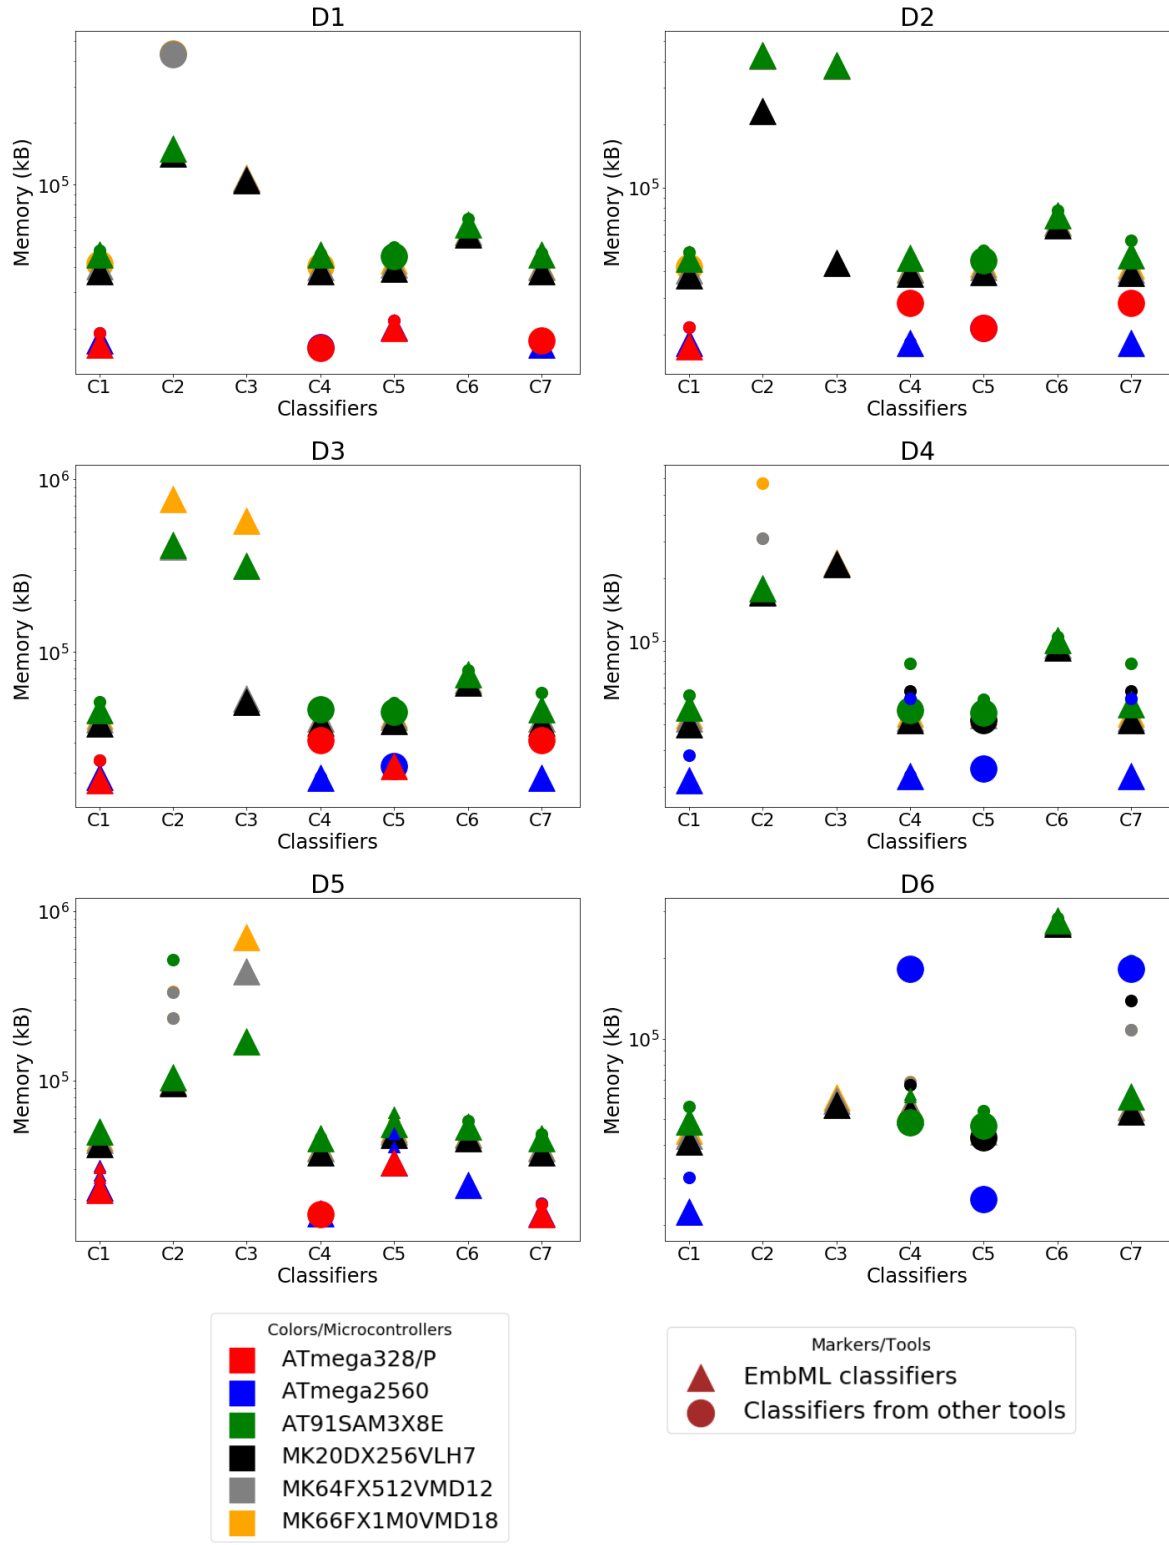 D1
Memory (kB)
10^5
C1 C2 C3 C4 C5 C6 C7
Classifiers
D2
Memory (kB)
10^5
C1 C2 C3 C4 C5 C6 C7
Classifiers
D3
Memory (kB)
10^6
10^5
C1 C2 C3 C4 C5 C6 C7
Classifiers
D4
Memory (kB)
10^5
C1 C2 C3 C4 C5 C6 C7
Classifiers
D5
Memory (kB)
10^6
10^5
C1 C2 C3 C4 C5 C6 C7
Classifiers
D6
Memory (kB)
10^5
C1 C2 C3 C4 C5 C6 C7
Classifiers
Colors/Microcontrollers
ATmega328/P
ATmega2560
AT91SAM3X8E
MK20DX256VLH7
MK64FX512VMD12
MK66FX1M0VMD18
Markers/Tools
EmbML classifiers
Classifiers from other tools